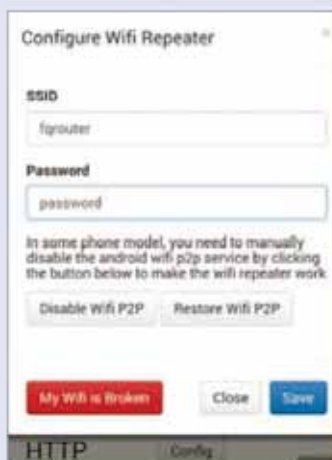 Configure Wifi Repeater
×
SSID
fqrouter
Password
password
In some phone model, you need to manually
disable the android wifi p2p service by clicking
the button below to make the wifi repeater work
Disable Wifi P2P Restore Wifi P2P
My Wifi is Broken Close Save
HTTP Config